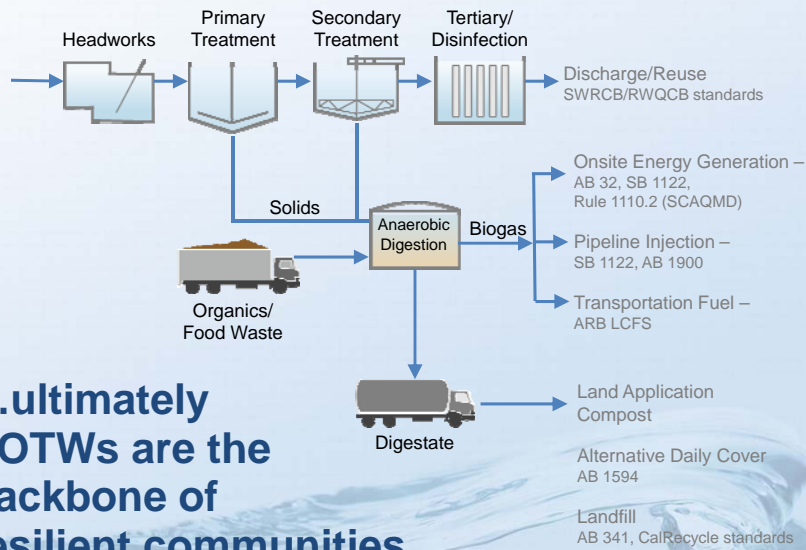 Headworks
Primary
Treatment
Secondary
Treatment
Tertiary/
Disinfection
Discharge/Reuse
SWRCB/RWQCB standards
Onsite Energy Generation –
AB 32, SB 1122,
Rule 1110.2 (SCAQMD)
Solids
Anaerobic
Digestion
Biogas
Pipeline Injection –
SB 1122, AB 1900
Organics/
Food Waste
Transportation Fuel –
ARB LCFS
Digestate
Land Application
Compost
Alternative Daily Cover
AB 1594
Landfill
AB 341, CalRecycle standards
.ultimately
OTWs are the
ackbone of
esilient communities